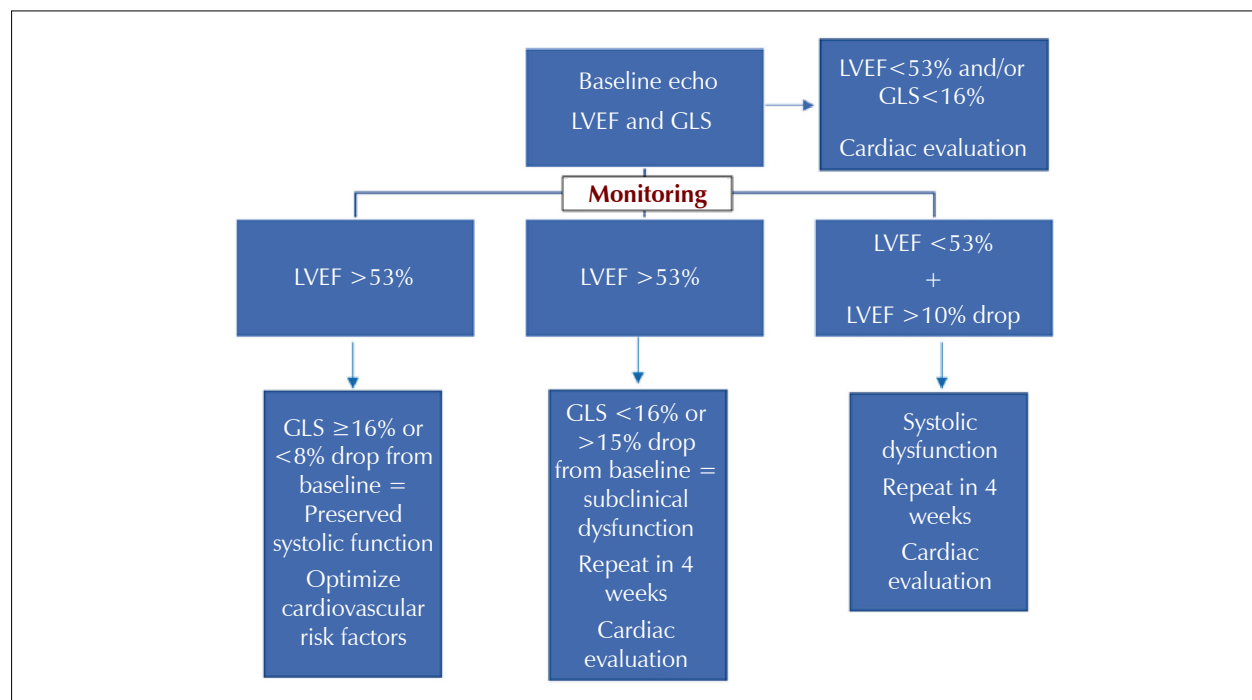 Baseline echo
LVEF and GLS
LVEF<53% and/or
GLS<16%
Cardiac evaluation
Monitoring
LVEF >53%
LVEF >53%
LVEF <53%
+
LVEF >10% drop
GLS ≥16% or
<8% drop from
baseline =
Preserved
systolic function
Optimize
cardiovascular
risk factors
GLS <16% or
>15% drop
from baseline =
subclinical
dysfunction
Repeat in 4
weeks
Cardiac
evaluation
Systolic
dysfunction
Repeat in 4
weeks
Cardiac
evaluation